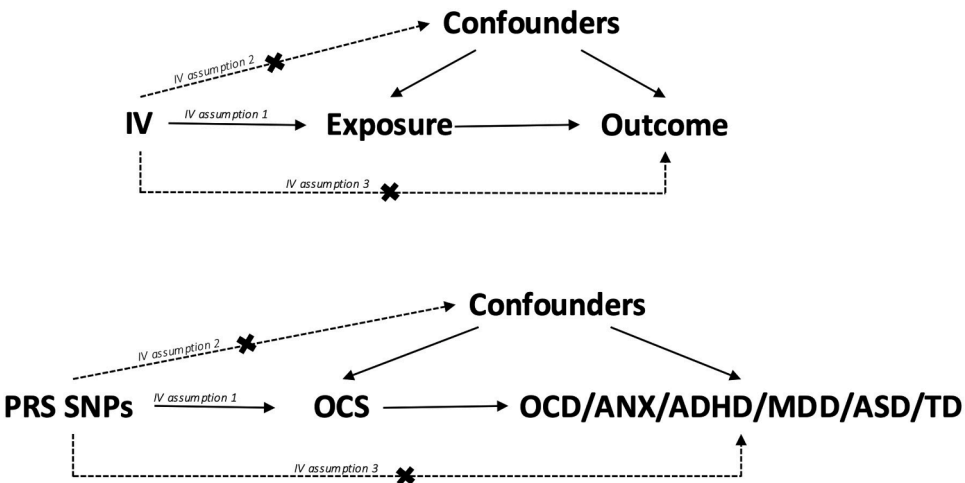 Confounders
IV assumption 2
IV
IV assumption 1
Exposure
Outcome
IV assumption 3
Confounders
IV assumption 2
PRS SNPs
IV assumption 1
OCS
OCD/ANX/ADHD/MDD/ASD/TD
IV assumption 3